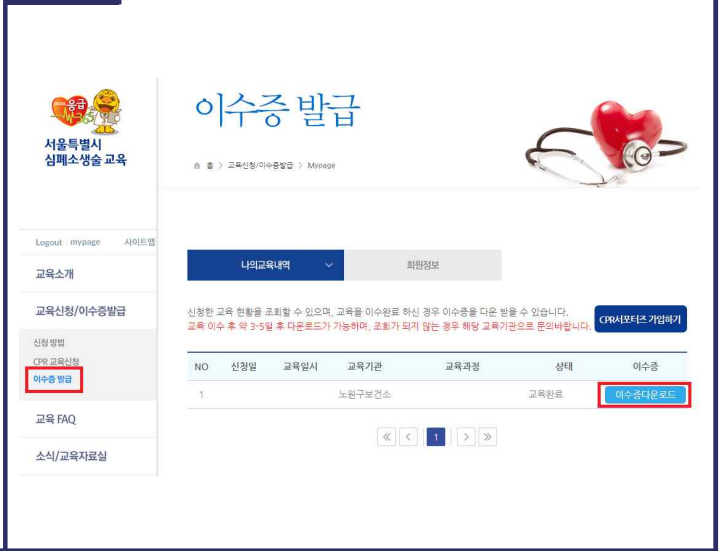 응급
서울특별시
심폐소생술 교육
Logout mypage 사이트맵
교육소개
교육신청/이수증발급
신청 방법
CPR 교육신청
이수증 발급
교육 FAQ
소식/교육자료실
이수증 발급
홈 > 교육신청/이수증발급 > Mypage
나의교육내역 회원정보
신청한 교육 현황을 조회할 수 있으며, 교육을 이수완료 하신 경우 이수증을 다운 받을 수 있습니다.
교육 이수 후 약 3~5일 후 다운로드가 가능하며, 조회가 되지 않는 경우 해당 교육기관으로 문의바랍니다.
CPR서포터즈 가입하기
NO 신청일 교육일시 교육기관 교육과정 상태 이수증
1 노원구보건소 교육완료 이수증다운로드
≪ < 1 > ≫